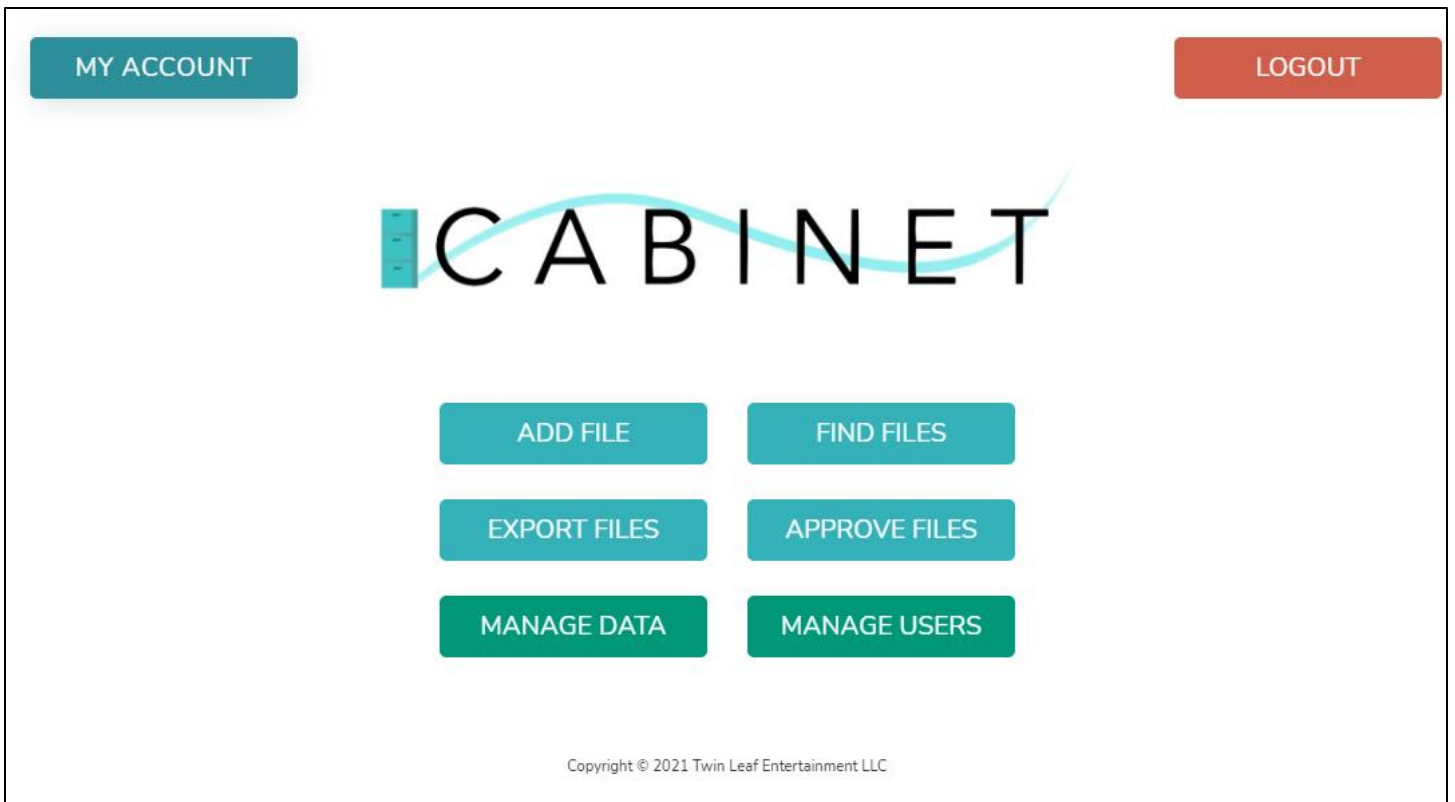 MY ACCOUNT LOGOUT
CABINET
ADD FILE FIND FILES
EXPORT FILES APPROVE FILES
MANAGE DATA MANAGE USERS
Copyright © 2021 Twin Leaf Entertainment LLC